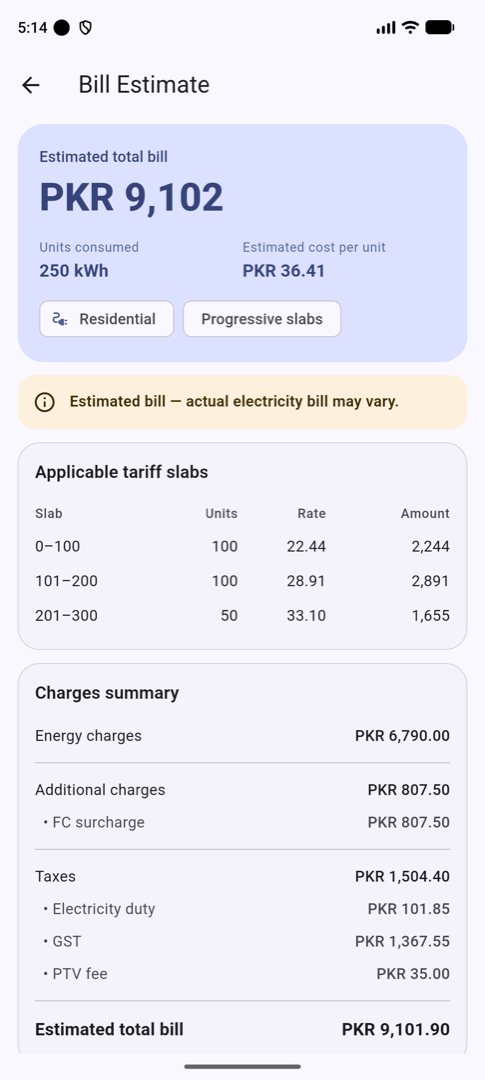 5:14
Bill Estimate
Estimated total bill
PKR 9,102
Units consumed Estimated cost per unit
250 kWh PKR 36.41
Residential Progressive slabs
Estimated bill — actual electricity bill may vary.
Applicable tariff slabs
Slab Units Rate Amount
0–100 100 22.44 2,244
101–200 100 28.91 2,891
201–300 50 33.10 1,655
Charges summary
Energy charges PKR 6,790.00
Additional charges PKR 807.50
• FC surcharge PKR 807.50
Taxes PKR 1,504.40
• Electricity duty PKR 101.85
• GST PKR 1,367.55
• PTV fee PKR 35.00
Estimated total bill PKR 9,101.90